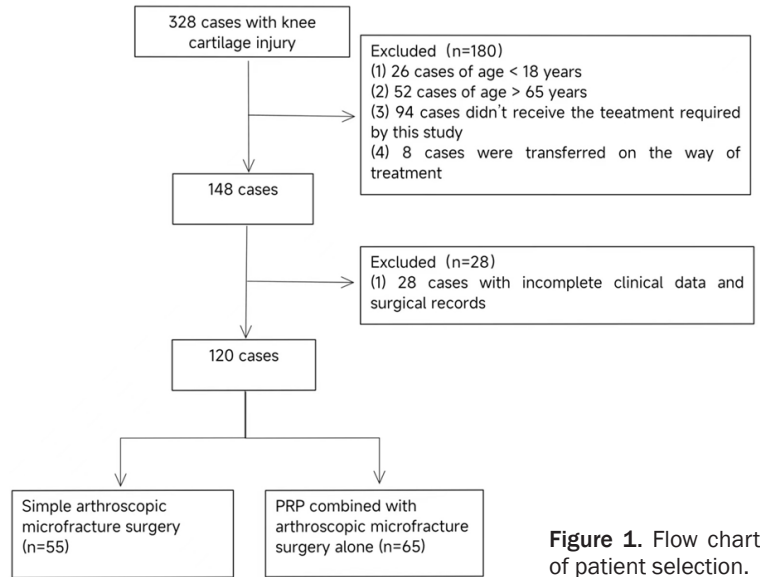 328 cases with knee
cartilage injury
Excluded (n=180)
(1) 26 cases of age < 18 years
(2) 52 cases of age > 65 years
(3) 94 cases didn't receive the teeatment required
by this study
(4) 8 cases were transferred on the way of
treatment
148 cases
Excluded (n=28)
(1) 28 cases with incomplete clinical data and
surgical records
120 cases
Simple arthroscopic
microfracture surgery
(n=55)
PRP combined with
arthroscopic microfracture
surgery alone (n=65)
Figure 1. Flow chart
of patient selection.